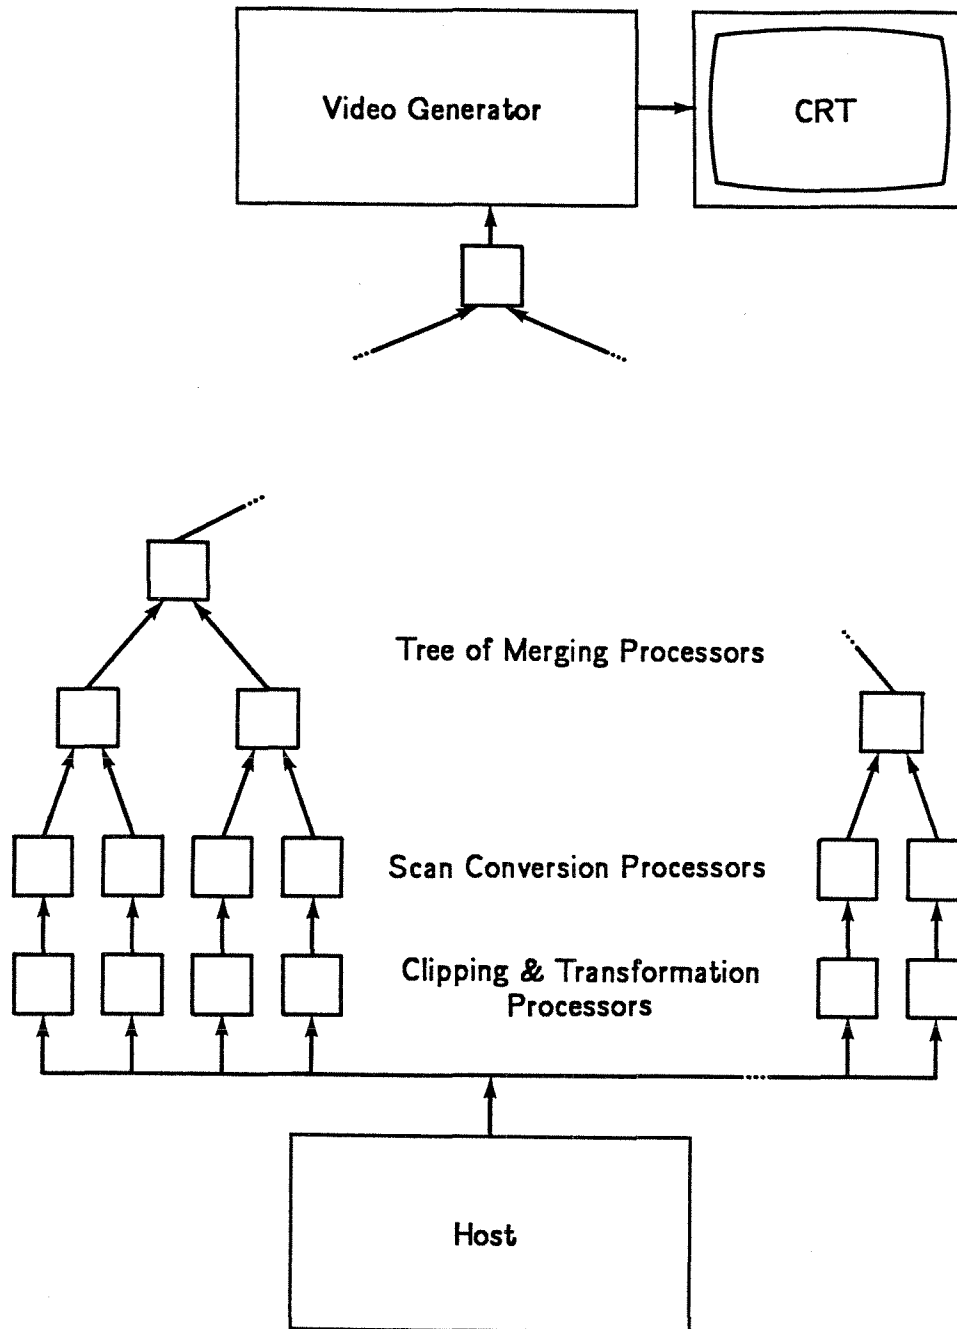 Video Generator
CRT
Tree of Merging Processors
Scan Conversion Processors
Clipping & Transformation
Processors
Host